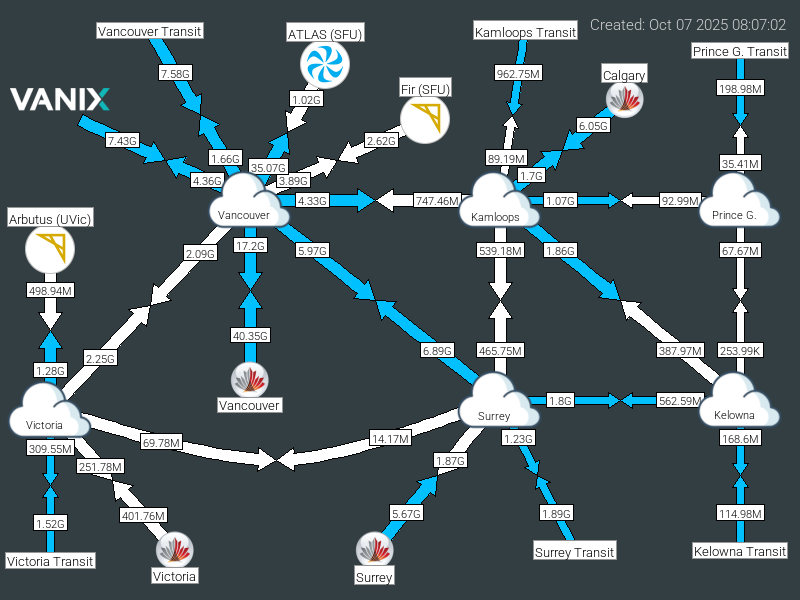 Created: Oct 07 2025 08:07:02
Vancouver Transit
ATLAS (SFU)
Kamloops Transit
Prince G. Transit
7.58G
962.75M
Calgary
198.98M
VANIX
1.02G
Fir (SFU)
6.05G
7.43G
2.62G
1.66G
89.19M
35.41M
35.07G
4.36G
3.89G
1.7G
4.33G
747.46M
1.07G
92.99M
Vancouver
Kamloops
Prince G.
Arbutus (UVic)
2.09G
17.2G
5.97G
539.18M
1.86G
67.67M
498.94M
40.35G
2.25G
6.89G
465.75M
387.97M
253.99K
1.28G
Vancouver
1.8G
562.59M
Victoria
Surrey
Kelowna
309.55M
69.78M
14.17M
1.23G
168.6M
251.78M
1.87G
401.76M
5.67G
1.89G
114.98M
1.52G
Victoria Transit
Victoria
Surrey
Surrey Transit
Kelowna Transit